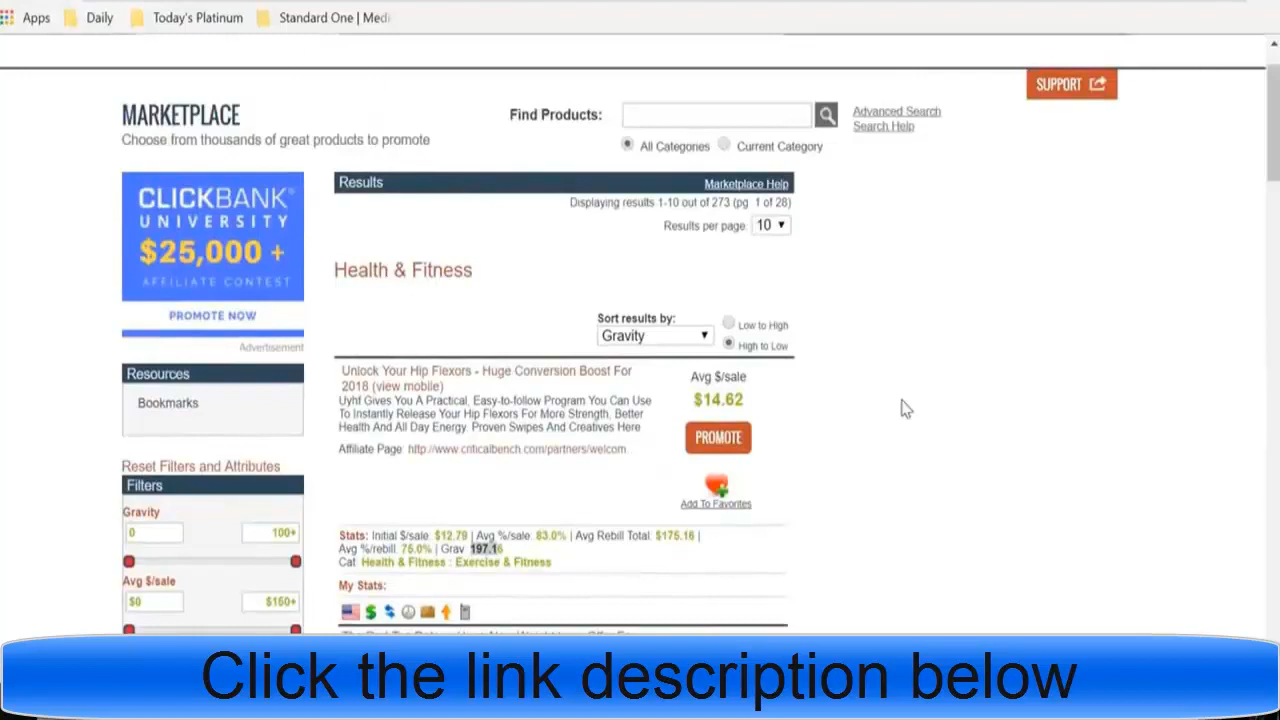 Apps Daily Today's Platinum Standard One | Medi
SUPPORT
MARKETPLACE
Choose from thousands of great products to promote
Find Products:
Advanced Search
Search Help
All Categories Current Category
CLICKBANK
UNIVERSITY
$25,000 +
AFFILIATE CONTEST
PROMOTE NOW
Advertisement
Resources
Bookmarks
Reset Filters and Attributes
Filters
Gravity
0 100+
Avg $/sale
$0 $150+
Results Marketplace Help
Displaying results 1-10 out of 273 (pg 1 of 28)
Results per page: 10
Health & Fitness
Sort results by:
Gravity
Low to High
High to Low
Unlock Your Hip Flexors - Huge Conversion Boost For
2018 (view mobile)
Uyhf Gives You A Practical, Easy-to-follow Program You Can Use
To Instantly Release Your Hip Flexors For More Strength, Better
Health And All Day Energy. Proven Swipes And Creatives Here
Affiliate Page: http://www.criticalbench.com/partners/welcom
Avg $/sale
$14.62
PROMOTE
Add To Favorites
Stats: Initial $/sale: $12.79 | Avg %/sale: 83.0% | Avg Rebill Total: $175.16 |
Avg %/rebill: 75.0% | Grav: 197.16
Cat: Health & Fitness : Exercise & Fitness
My Stats:
Click the link description below